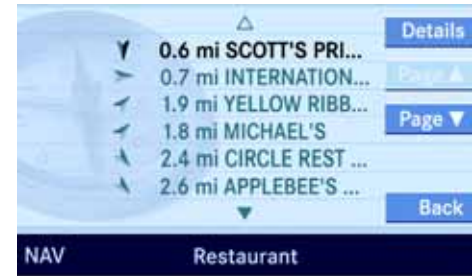 Details
0.6 mi SCOTT'S PRI...
0.7 mi INTERNATION...
Page ▲
1.9 mi YELLOW RIBB...
1.8 mi MICHAEL'S
Page ▼
2.4 mi CIRCLE REST ...
2.6 mi APPLEBEE'S ...
Back
NAV Restaurant